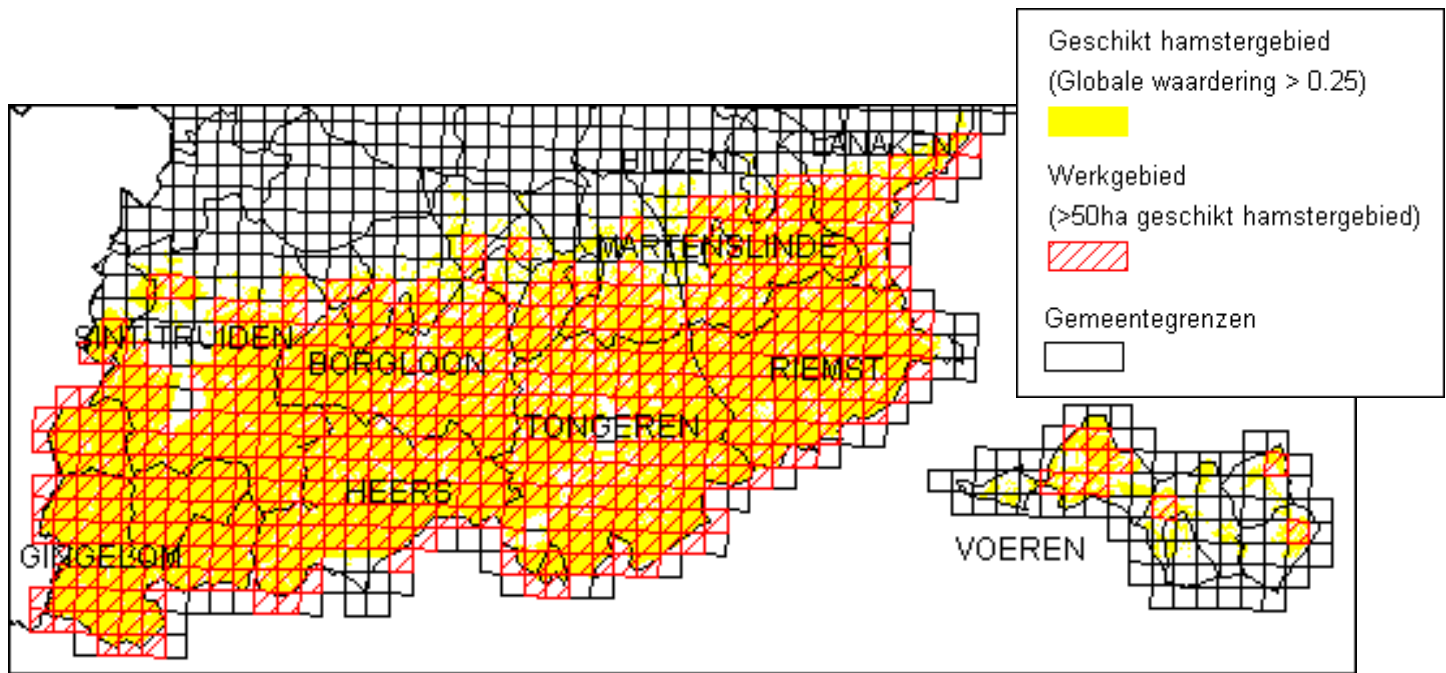 Geschikt hamstergebied
(Globale waardering > 0.25)
Werkgebied
(>50ha geschikt hamstergebied)
Gemeentegrenzen
LANAKEN
BILZEN
MARTENSLINDE
SINT-TRUIDEN
BORGLOON
RIEMST
TONGEREN
HEERS
GINGELOM
VOEREN